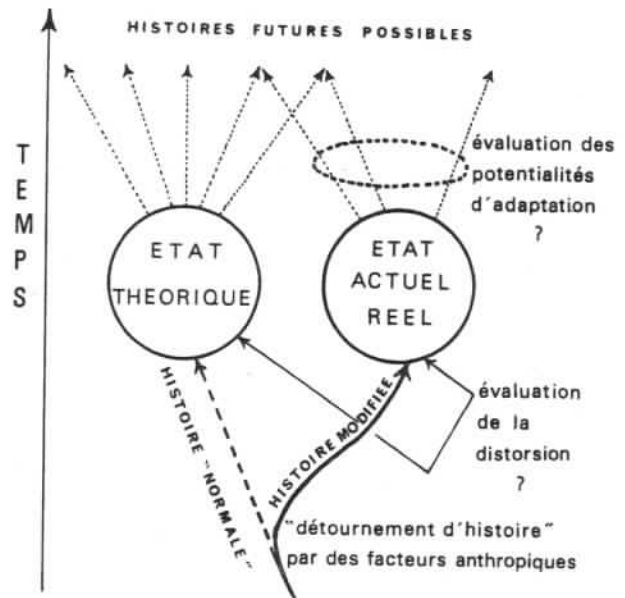 HISTOIRES FUTURES POSSIBLES
TEMPS
évaluation des
potentialités
d'adaptation
?
ETAT
THEORIQUE
ETAT
ACTUEL
REEL
HISTOIRE "NORMALE"
HISTOIRE MODIFIEE
évaluation
de la
distorsion
?
"détournement d'histoire"
par des facteurs anthropiques